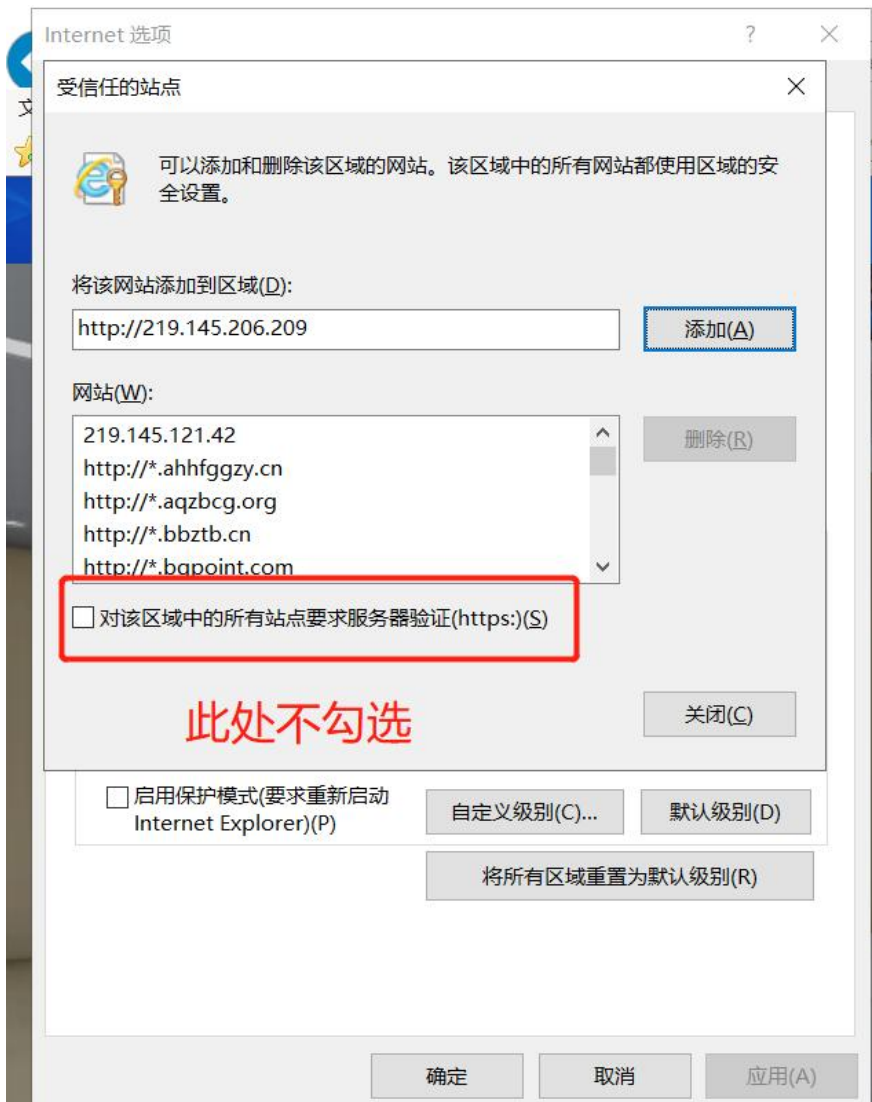 Internet 选项
受信任的站点
可以添加和删除该区域的网站。该区域中的所有网站都使用区域的安
全设置。
将该网站添加到区域(D):
http://219.145.206.209
添加(A)
网站(W):
219.145.121.42
http://*.ahhfggzy.cn
http://*.aqzbcg.org
http://*.bbztb.cn
http://*.bqpoint.com
删除(R)
对该区域中的所有站点要求服务器验证(https:)(S)
此处不勾选
关闭(C)
启用保护模式(要求重新启动
Internet Explorer)(P)
自定义级别(C)...
默认级别(D)
将所有区域重置为默认级别(R)
确定
取消
应用(A)